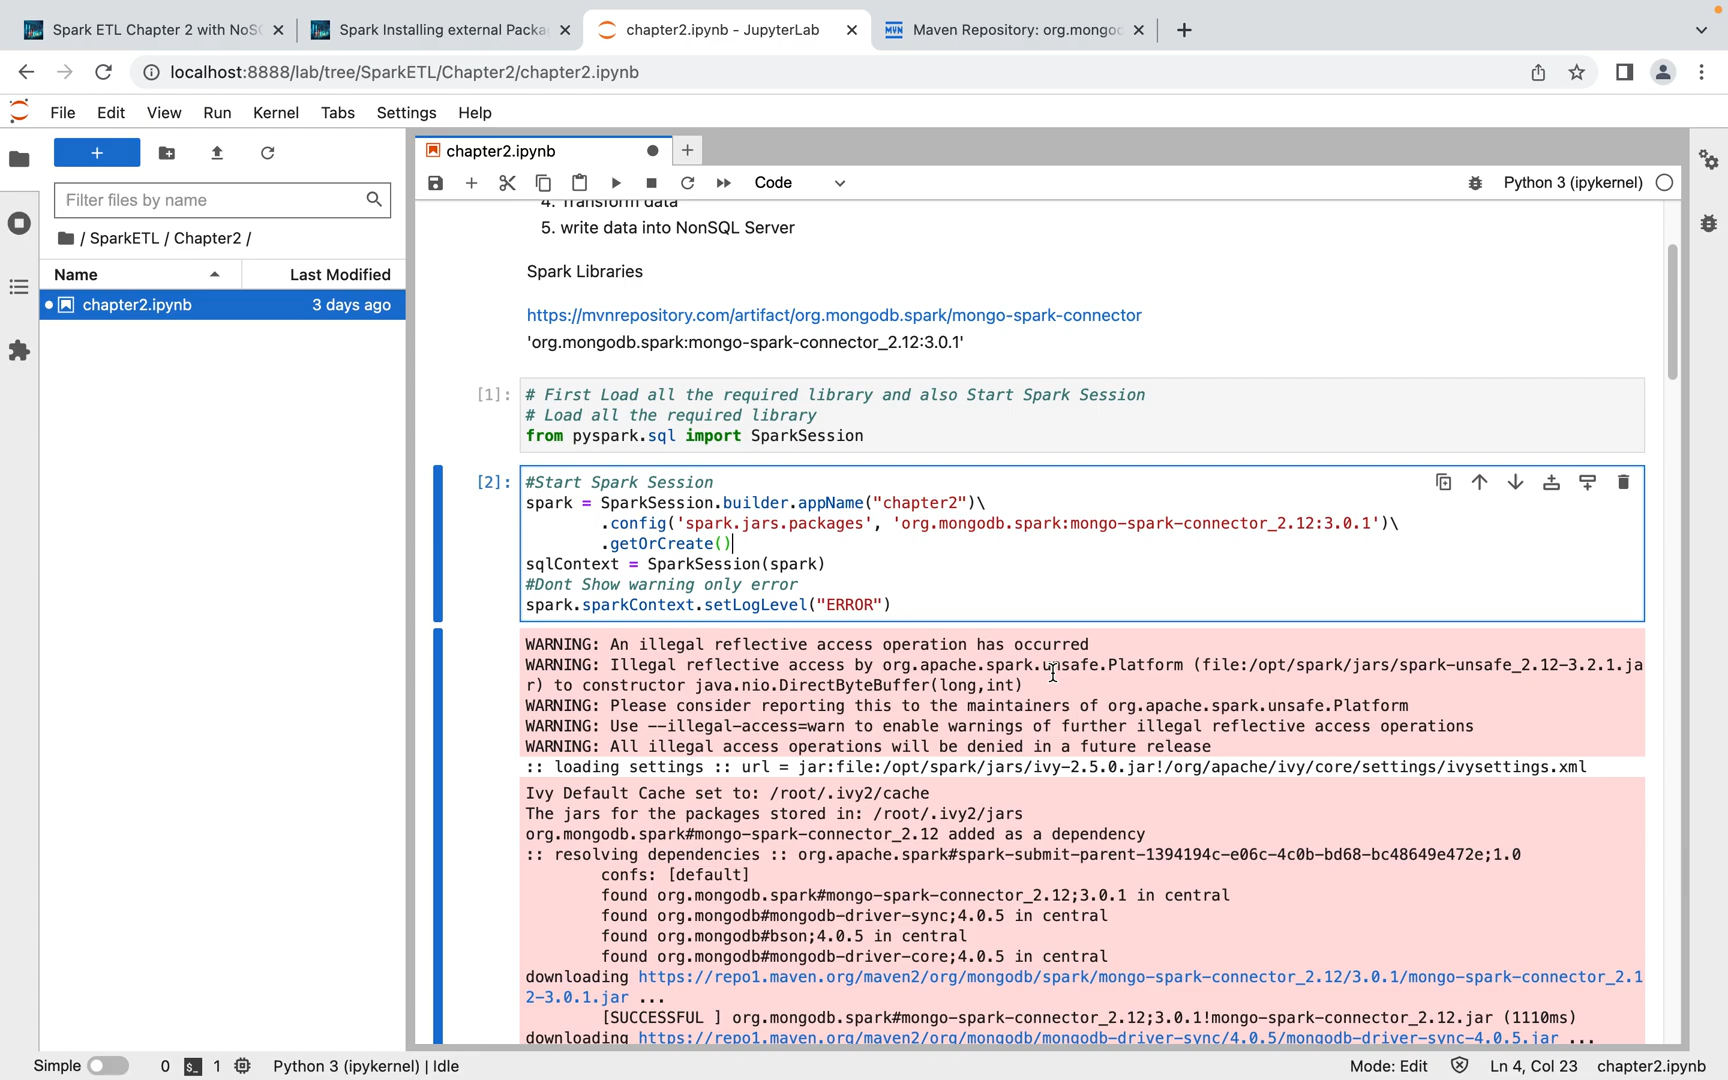 Spark ETL Chapter 2 with NoS
Spark Installing external Packa
chapter2.ipynb - JupyterLab
Maven Repository: org.mongo
localhost:8888/lab/tree/SparkETL/Chapter2/chapter2.ipynb
File Edit View Run Kernel Tabs Settings Help
chapter2.ipynb
Filter files by name
Code
Python 3 (ipykernel)
/ SparkETL / Chapter2 /
Name Last Modified
chapter2.ipynb 3 days ago
4. Transform data
5. write data into NonSQL Server
Spark Libraries
https://mvnrepository.com/artifact/org.mongodb.spark/mongo-spark-connector
'org.mongodb.spark:mongo-spark-connector_2.12:3.0.1'
[1]: # First Load all the required library and also Start Spark Session
# Load all the required library
from pyspark.sql import SparkSession
[2]: #Start Spark Session
spark = SparkSession.builder.appName("chapter2")\
.config('spark.jars.packages', 'org.mongodb.spark:mongo-spark-connector_2.12:3.0.1')\
.getOrCreate()
sqlContext = SparkSession(spark)
#Dont Show warning only error
spark.sparkContext.setLogLevel("ERROR")
WARNING: An illegal reflective access operation has occurred
WARNING: Illegal reflective access by org.apache.spark.unsafe.Platform (file:/opt/spark/jars/spark-unsafe_2.12-3.2.1.ja
r) to constructor java.nio.DirectByteBuffer(long,int)
WARNING: Please consider reporting this to the maintainers of org.apache.spark.unsafe.Platform
WARNING: Use --illegal-access=warn to enable warnings of further illegal reflective access operations
WARNING: All illegal access operations will be denied in a future release
:: loading settings :: url = jar:file:/opt/spark/jars/ivy-2.5.0.jar!/org/apache/ivy/core/settings/ivysettings.xml
Ivy Default Cache set to: /root/.ivy2/cache
The jars for the packages stored in: /root/.ivy2/jars
org.mongodb.spark#mongo-spark-connector_2.12 added as a dependency
:: resolving dependencies :: org.apache.spark#spark-submit-parent-1394194c-e06c-4c0b-bd68-bc48649e472e;1.0
confs: [default]
found org.mongodb.spark#mongo-spark-connector_2.12;3.0.1 in central
found org.mongodb#mongodb-driver-sync;4.0.5 in central
found org.mongodb#bson;4.0.5 in central
found org.mongodb#mongodb-driver-core;4.0.5 in central
downloading https://repo1.maven.org/maven2/org/mongodb/spark/mongo-spark-connector_2.12/3.0.1/mongo-spark-connector_2.1
2-3.0.1.jar ...
[SUCCESSFUL ] org.mongodb.spark#mongo-spark-connector_2.12;3.0.1!mongo-spark-connector_2.12.jar (1110ms)
downloading https://repo1.maven.org/maven2/org/mongodb/mongodb-driver-sync/4.0.5/mongodb-driver-sync-4.0.5.jar ...
Simple 0 1 Python 3 (ipykernel) | Idle
Mode: Edit Ln 4, Col 23 chapter2.ipynb